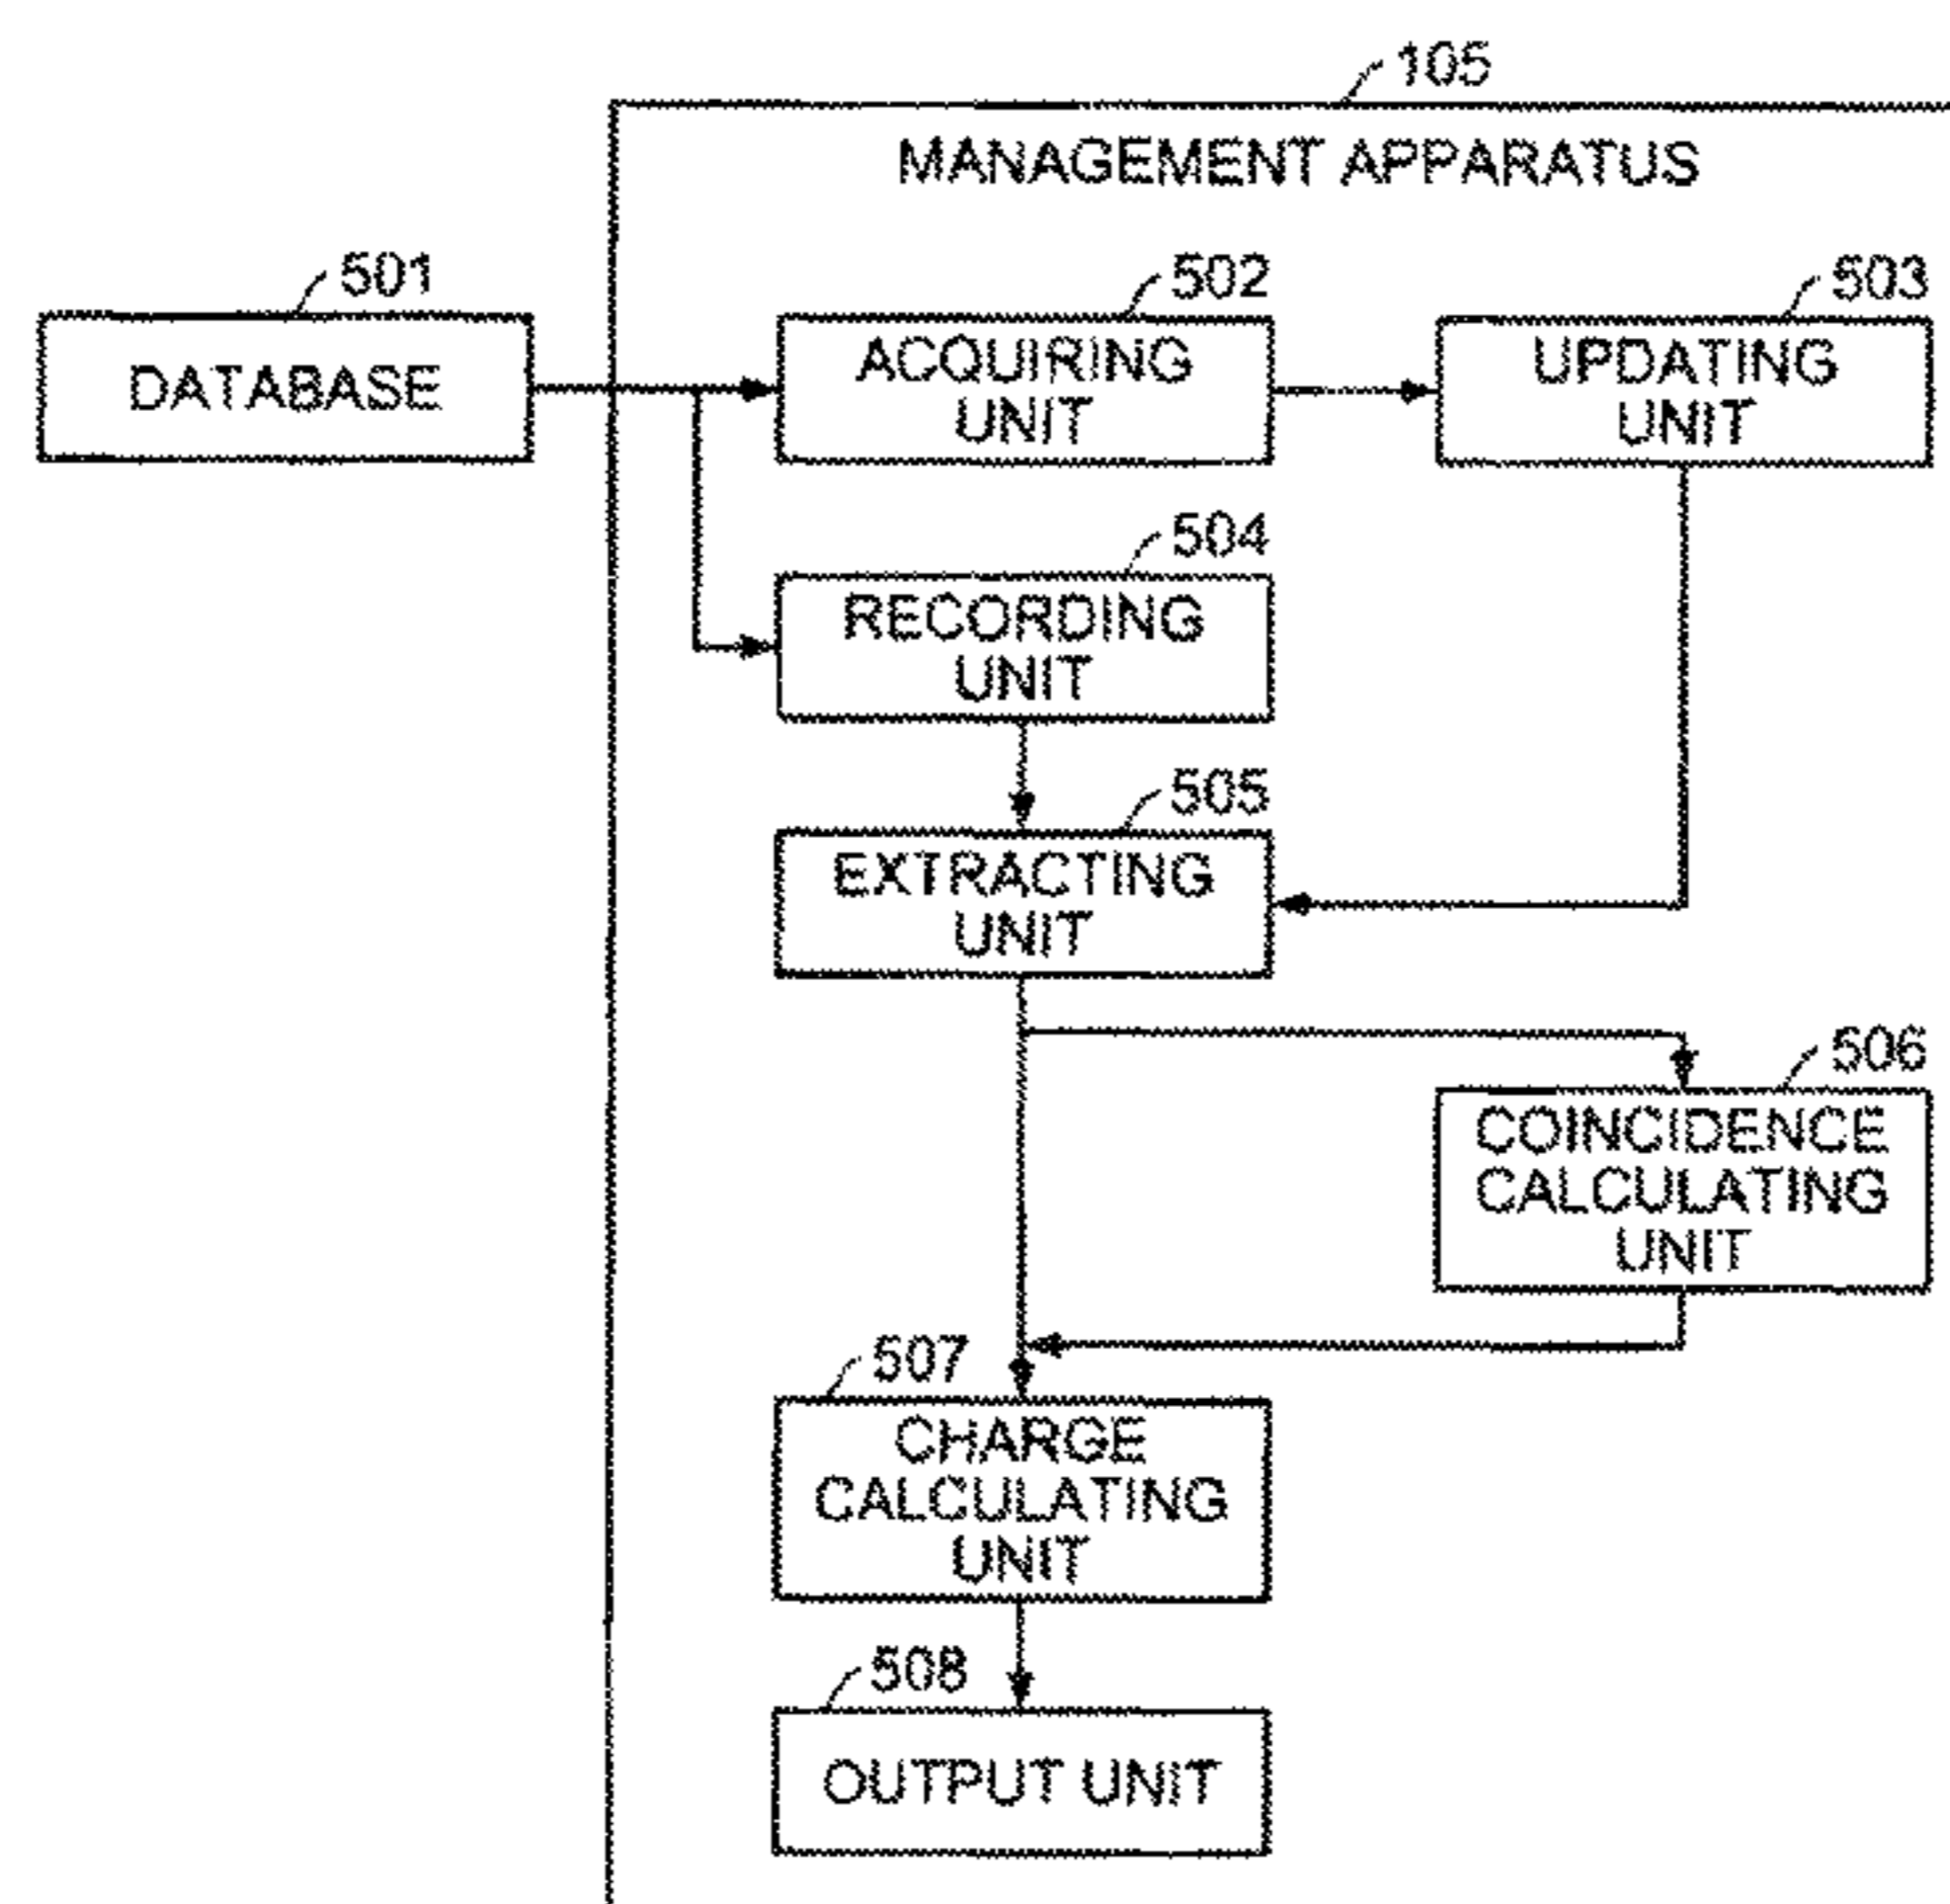 105
MANAGEMENT APPARATUS
501
DATABASE
502
ACQUIRING
UNIT
503
UPDATING
UNIT
504
RECORDING
UNIT
505
EXTRACTING
UNIT
506
COINCIDENCE
CALCULATING
UNIT
507
CHARGE
CALCULATING
UNIT
508
OUTPUT UNIT